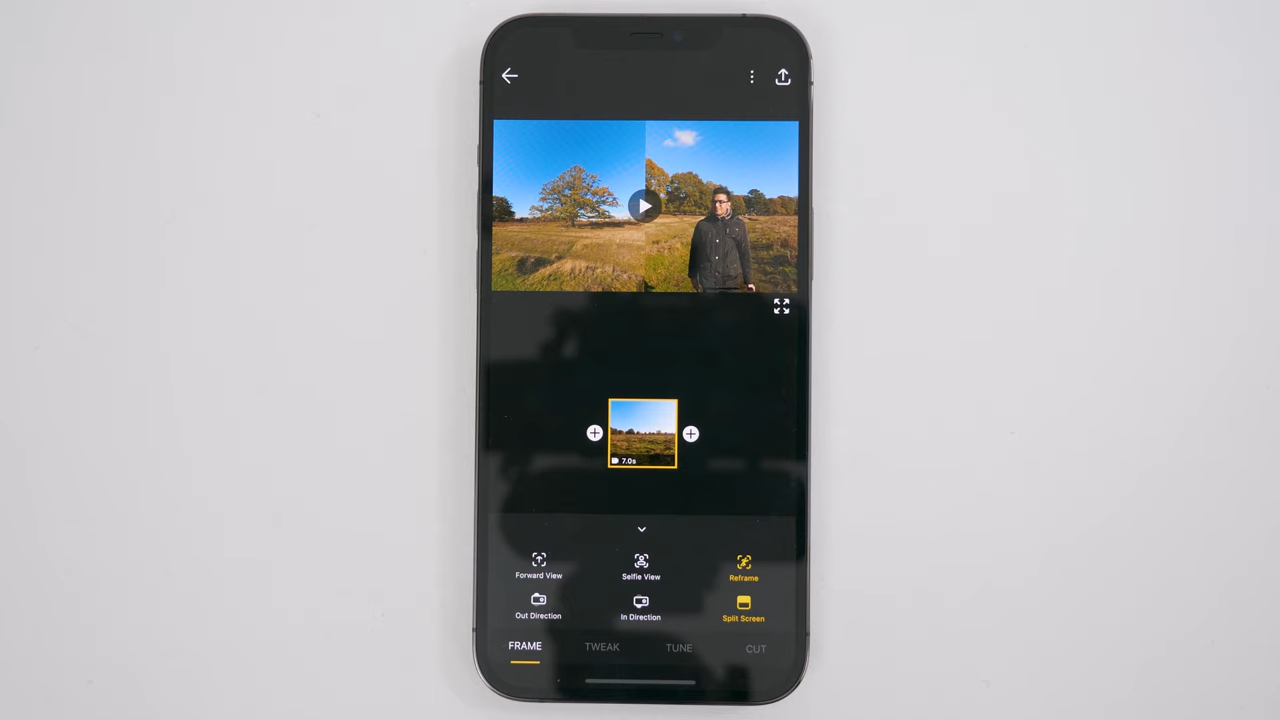 7.0s
Forward View
Selfie View
Reframe
Out Direction
In Direction
Split Screen
FRAME
TWEAK
TUNE
CUT